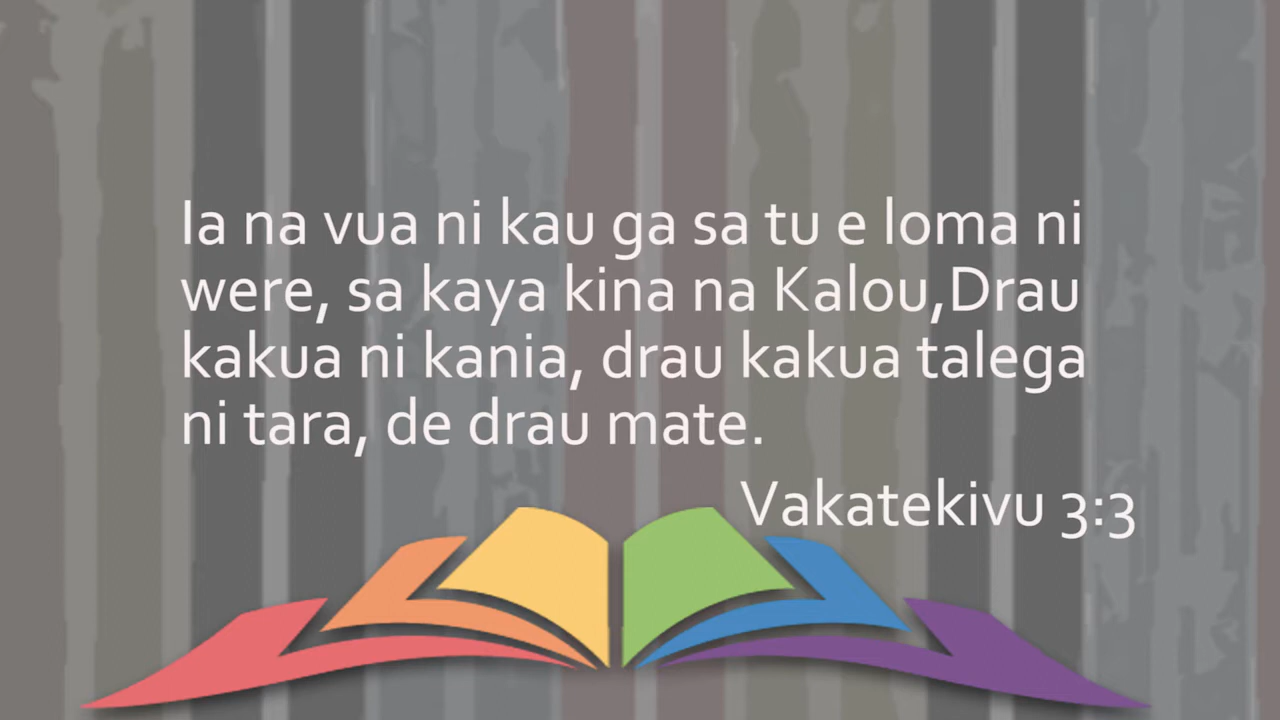 Ia na vua ni kau ga sa tu e loma ni
were, sa kaya kina na Kalou,Drau
kakua ni kania, drau kakua talega
ni tara, de drau mate.
Vakatekivu 3:3